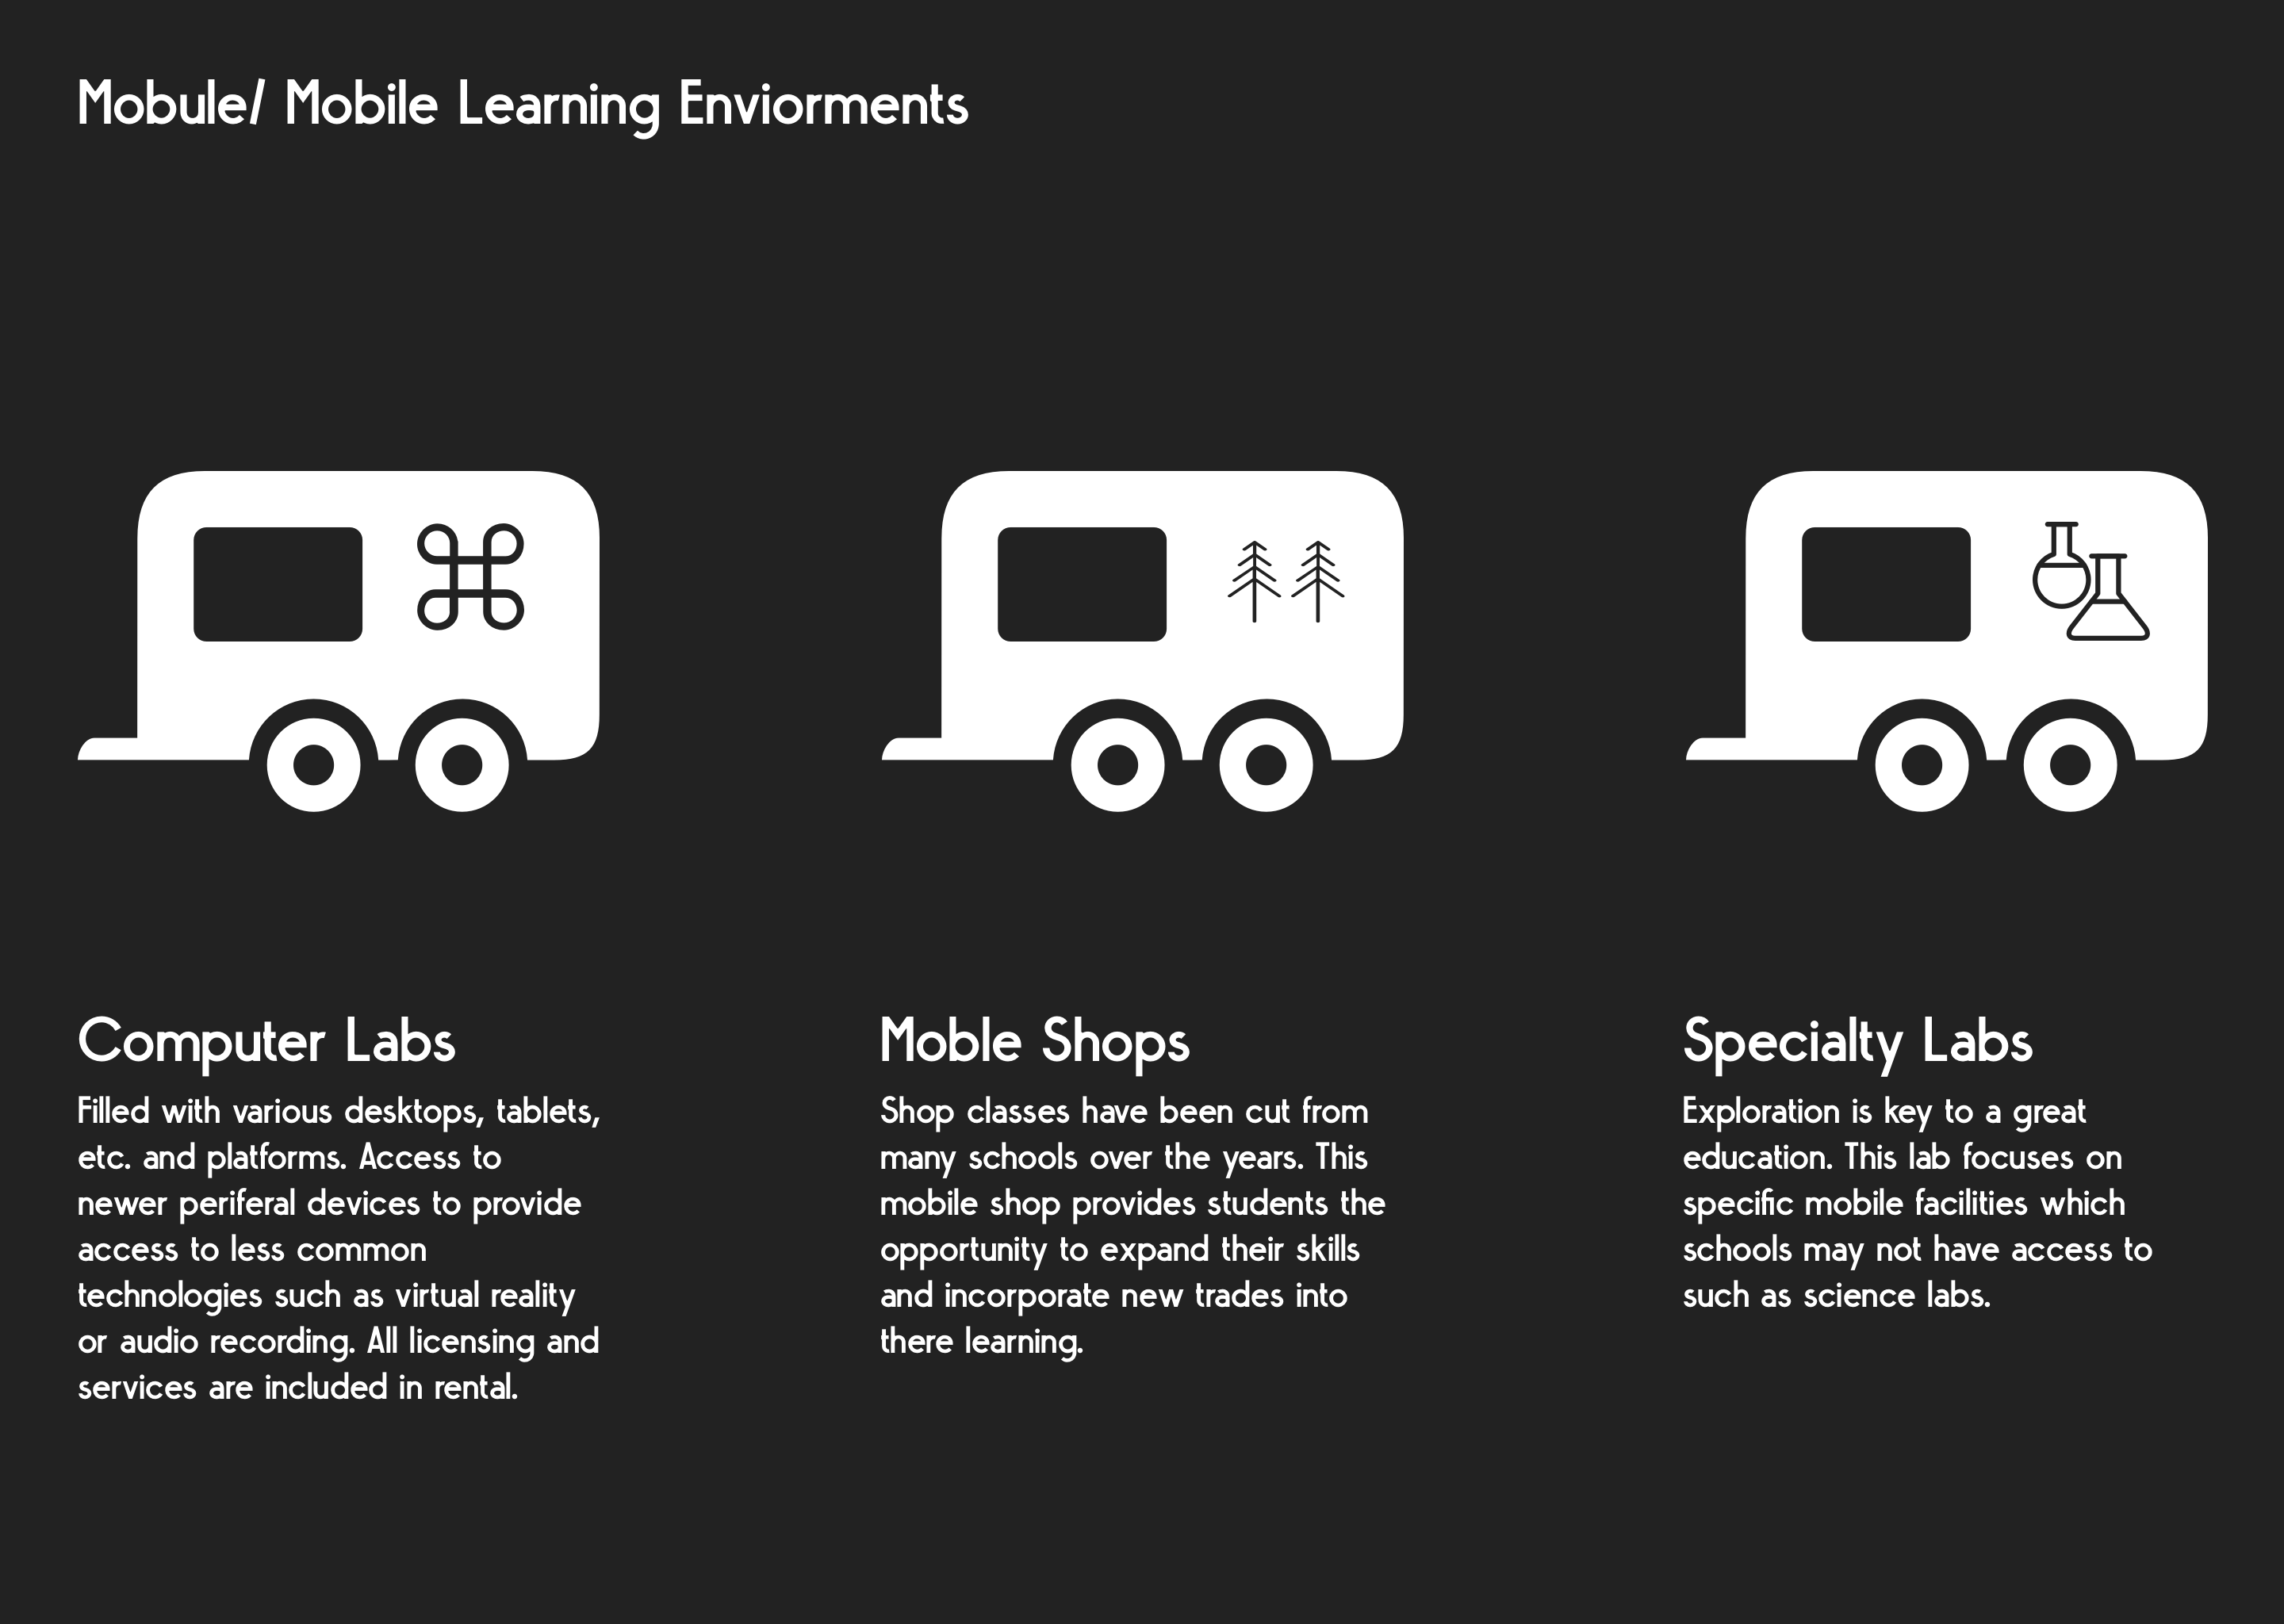 Mobule/ Mobile Learning Enviorments
Computer Labs
Filled with various desktops, tablets,
etc. and platforms. Access to
newer periferal devices to provide
access to less common
technologies such as virtual reality
or audio recording. All licensing and
services are included in rental.
Moble Shops
Shop classes have been cut from
many schools over the years. This
mobile shop provides students the
opportunity to expand their skills
and incorporate new trades into
there learning.
Specialty Labs
Exploration is key to a great
education. This lab focuses on
specific mobile facilities which
schools may not have access to
such as science labs.